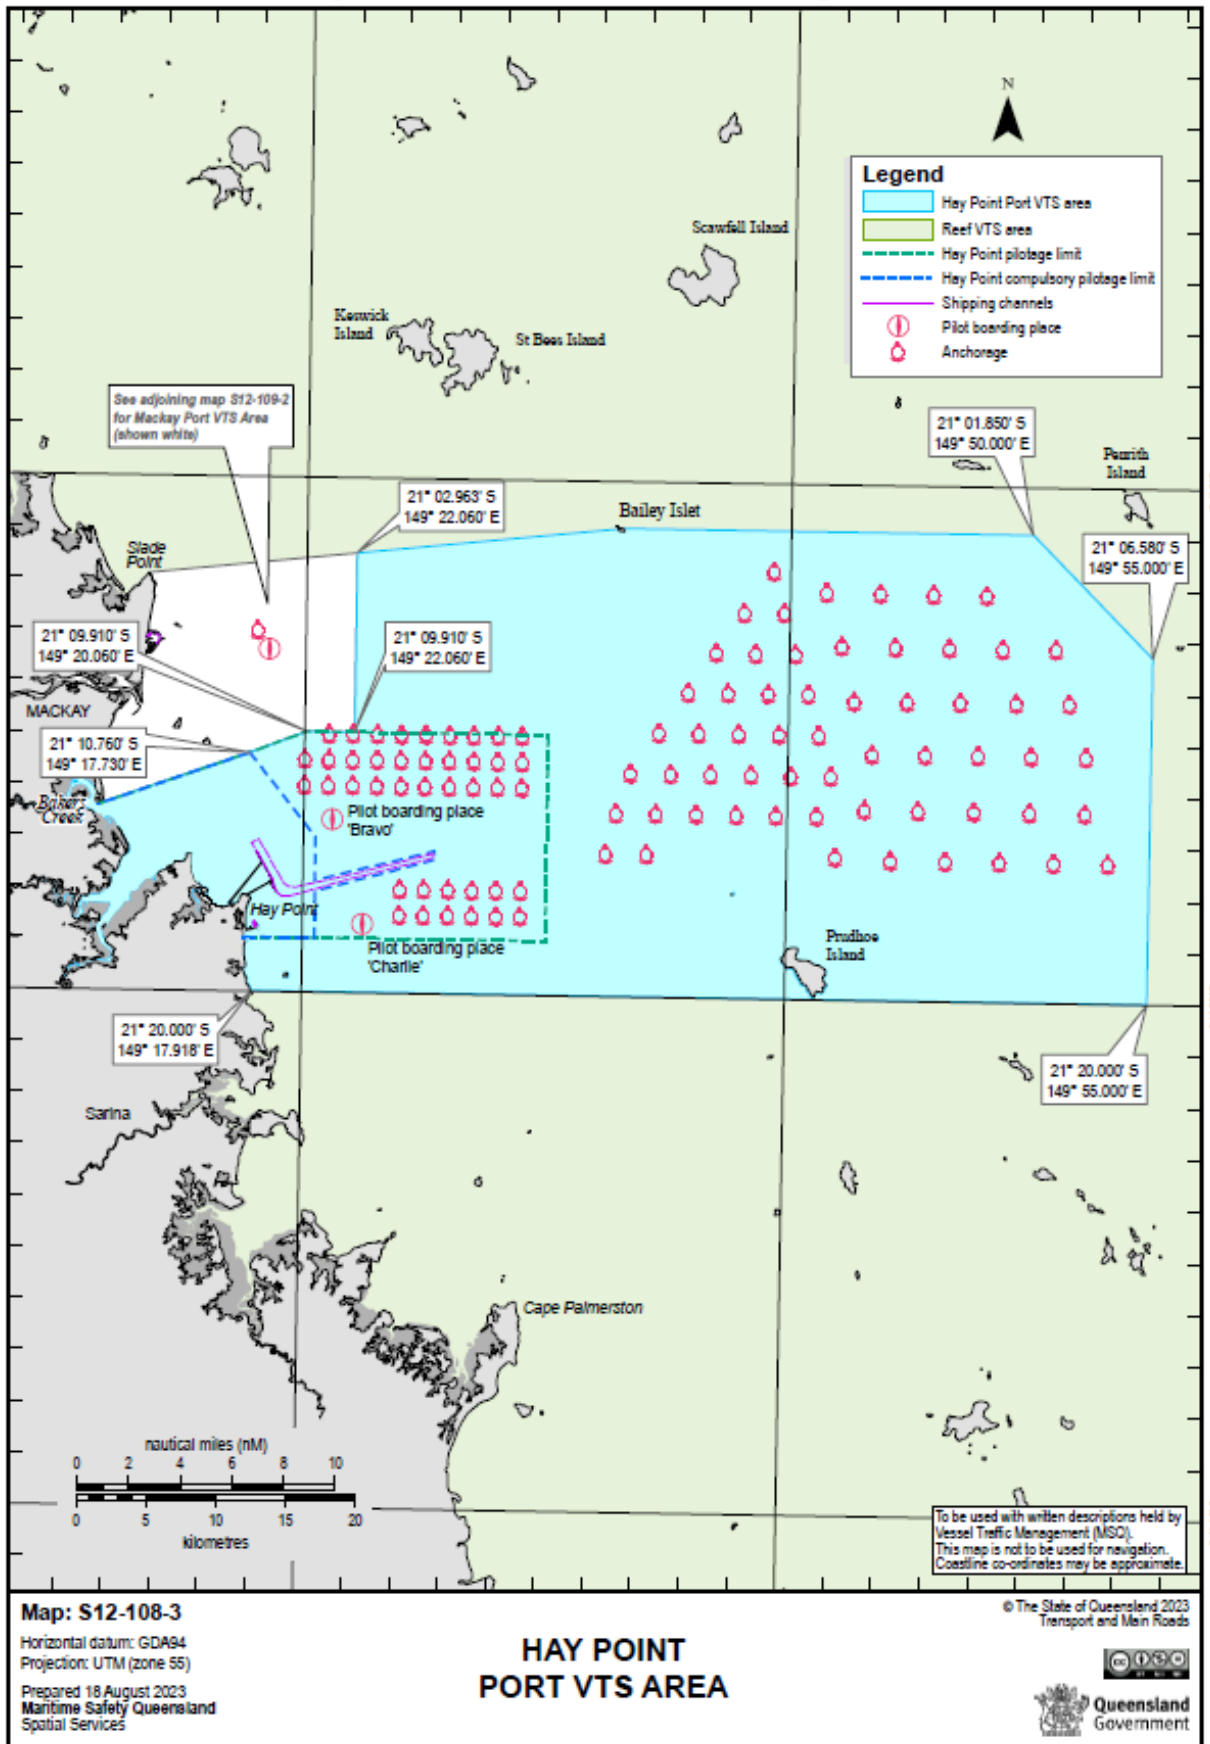 N
Legend
Hay Point Port VTS area
Reef VTS area
Hay Point pilotage limit
Hay Point compulsory pilotage limit
Shipping channels
Pilot boarding place
Anchorage
Scawfell Island
Keswick
Island
St Bees Island
See adjoining map S12-109-2
for Mackay Port VTS Area
(shown white)
21° 01.850' S
149° 50.000' E
Penrith
Island
21° 02.963' S
149° 22.060' E
Bailey Islet
Slade
Point
21° 06.580' S
149° 55.000' E
21° 09.910' S
149° 20.060' E
21° 09.910' S
149° 22.060' E
MACKAY
21° 10.760' S
149° 17.730' E
Bakers
Creek
Pilot boarding place
'Bravo'
Hay Point
Pilot boarding place
'Charlie'
Prudhoe
Island
21° 20.000' S
149° 17.918' E
21° 20.000' S
149° 55.000' E
Sarina
Cape Palmerston
nautical miles (nM)
0 2 4 6 8 10
0 5 10 15 20
kilometres
To be used with written descriptions held by
Vessel Traffic Management (MSQ).
This map is not to be used for navigation.
Coastline co-ordinates may be approximate.
Map: S12-108-3
Horizontal datum: GDA94
Projection: UTM (zone 55)
Prepared 18 August 2023
Maritime Safety Queensland
Spatial Services
HAY POINT
PORT VTS AREA
© The State of Queensland 2023
Transport and Main Roads
Queensland
Government